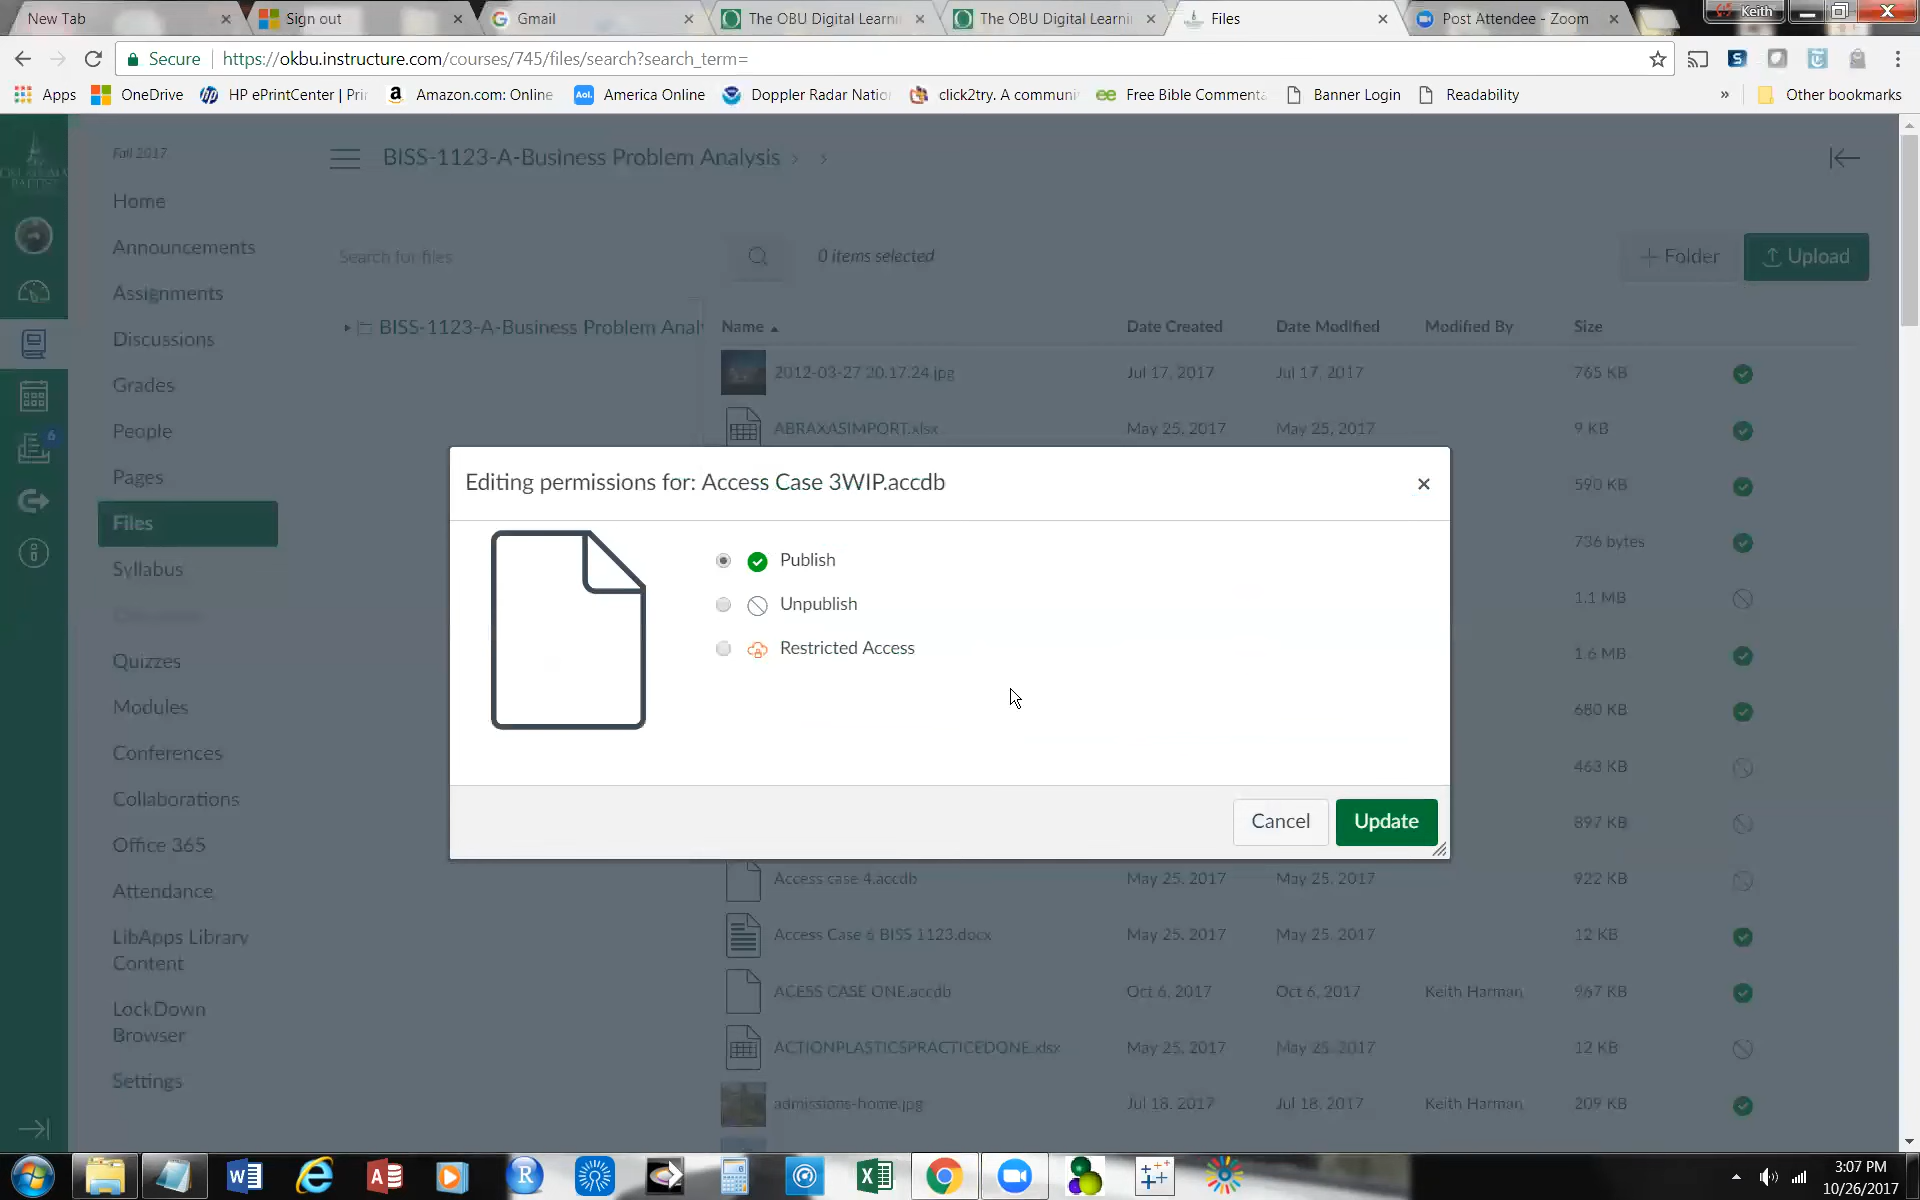 New Tab
Sign out
Gmail
The OBU Digital Learni
The OBU Digital Learnin
Files
Post Attendee - Zoom
Keith
Secure
https://okbu.instructure.com/courses/745/files/search?search_term=
Apps
OneDrive
HP ePrintCenter | Prin
Amazon.com: Online
America Online
Doppler Radar Natio
click2try. A communi
Free Bible Commenta
Banner Login
Readability
»
Other bookmarks
Fall 2017
BISS-1123-A-Business Problem Analysis
Home
Announcements
Assignments
Discussions
Grades
People
Pages
Files
Syllabus
Quizzes
Modules
Conferences
Collaborations
Office 365
Attendance
LibApps Library
Content
LockDown
Browser
Settings
6
Search for files
0 items selected
+ Folder
Upload
BISS-1123-A-Business Problem Analy
Name
Date Created
Date Modified
Modified By
Size
2012-03-27 20.17.24.jpg
Jul 17, 2017
Jul 17, 2017
765 KB
ABRAXASIMPORT.xlsx
May 25, 2017
May 25, 2017
9 KB
590 KB
736 bytes
1.1 MB
1.6 MB
680 KB
463 KB
897 KB
Editing permissions for: Access Case 3WIP.accdb
Publish
Unpublish
Restricted Access
Cancel
Update
Access case 4.accdb
May 25, 2017
May 25, 2017
922 KB
Access Case 6 BISS 1123.docx
May 25, 2017
May 25, 2017
12 KB
ACESS CASE ONE.accdb
Oct 6, 2017
Oct 6, 2017
Keith Harman
967 KB
ACTIONPLASTICSPRACTICEDONE.xlsx
May 25, 2017
May 25, 2017
12 KB
admissions-home.jpg
Jul 18, 2017
Jul 18, 2017
Keith Harman
209 KB
3:07 PM
10/26/2017